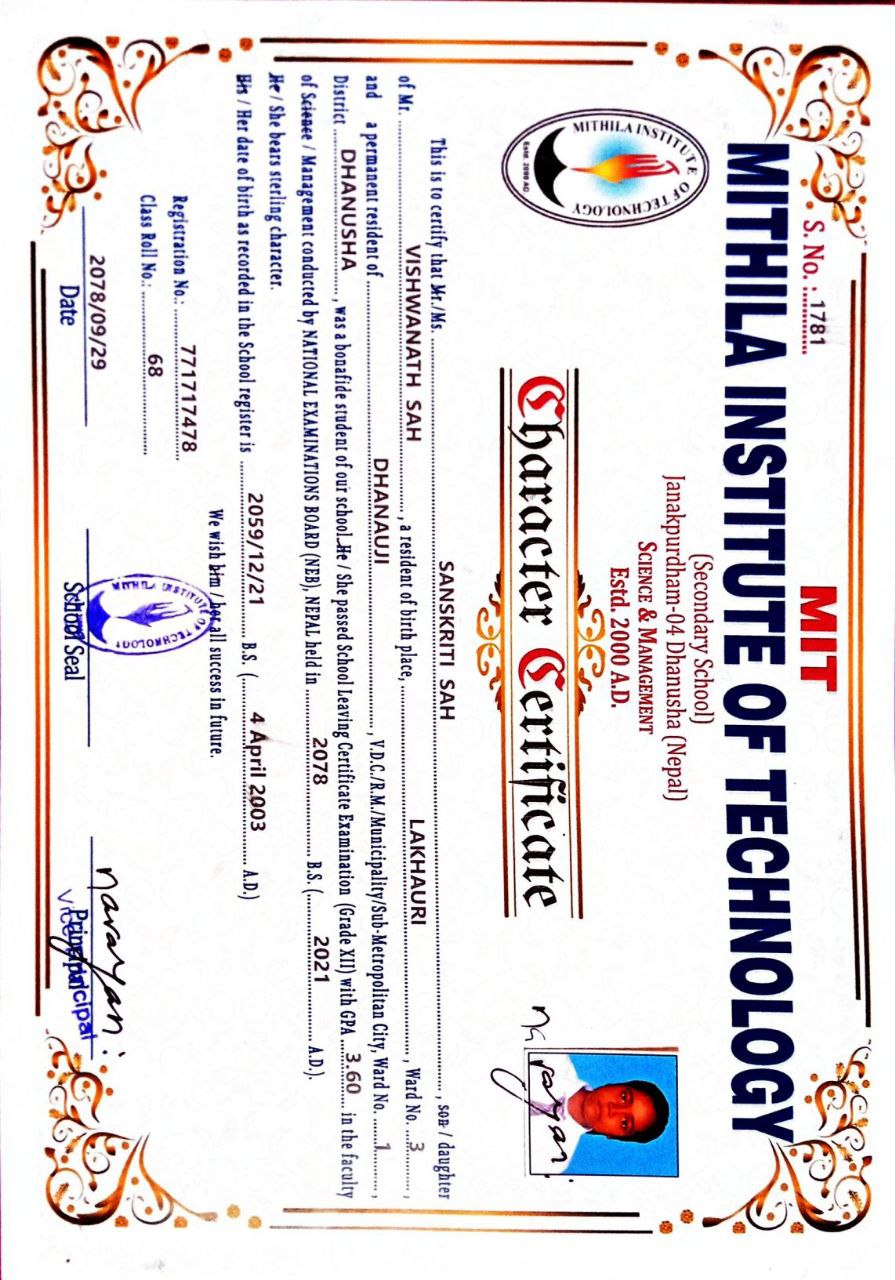 S. No. : 1781
MIT
MITHILA INSTITUTE OF TECHNOLOGY
(Secondary School)
Janakpurdham-04 Dhanusha (Nepal)
SCIENCE & MANAGEMENT
Estd. 2000 A.D.
MITHILA INSTITUTE OF TECHNOLOGY
Estd. 2000 AD
Character Certificate
narayan
This is to certify that Mr./Ms. SANSKRITI SAH, son / daughter
of Mr. VISHWANATH SAH, a resident of birth place, LAKHAURI, Ward No. 3,
and a permanent resident of DHANAUJI, V.D.C./R.M./Municipality/Sub-Metropolitan City, Ward No. 1,
District DHANUSHA, was a bonafide student of our school. He / She passed School Leaving Certificate Examination (Grade XII) with GPA 3.60 in the faculty
of Science / Management conducted by NATIONAL EXAMINATIONS BOARD (NEB), NEPAL held in 2078 B.S. ( 2021 A.D.).
He / She bears sterling character.
His / Her date of birth as recorded in the School register is 2059/12/21 B.S. ( 4 April 2003 A.D.)
We wish him / her all success in future.
Registration No.: 771717478
Class Roll No.: 68
2078/09/29
Date
MITHILA INSTITUTE OF TECHNOLOGY
School Seal
narayan
Principal
Vice Principal